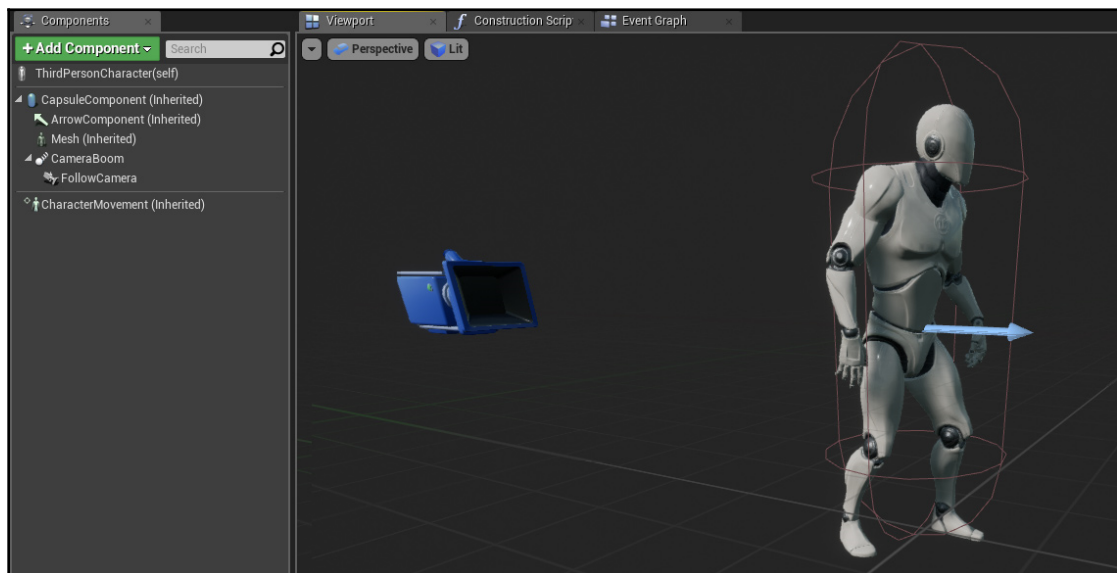 Components
+Add Component
Search
ThirdPersonCharacter(self)
CapsuleComponent (Inherited)
ArrowComponent (Inherited)
Mesh (Inherited)
CameraBoom
FollowCamera
CharacterMovement (Inherited)
Viewport
Construction Scrip
Event Graph
Perspective
Lit